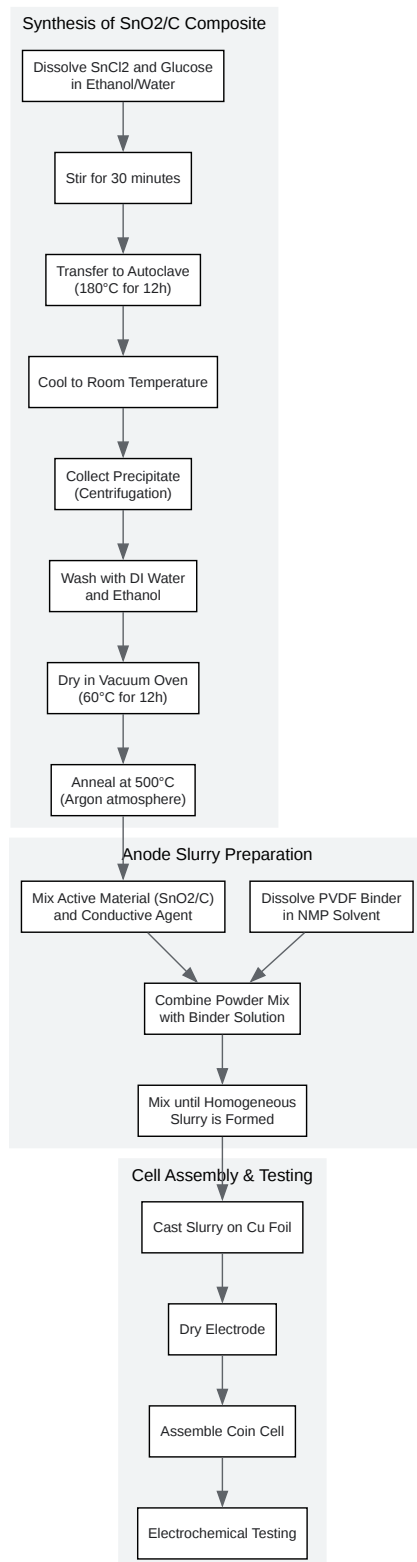 Synthesis of SnO2/C Composite
Dissolve SnCl2 and Glucose
in Ethanol/Water
Stir for 30 minutes
Transfer to Autoclave
(180°C for 12h)
Cool to Room Temperature
Collect Precipitate
(Centrifugation)
Wash with DI Water
and Ethanol
Dry in Vacuum Oven
(60°C for 12h)
Anneal at 500°C
(Argon atmosphere)
Anode Slurry Preparation
Mix Active Material (SnO2/C)
and Conductive Agent
Dissolve PVDF Binder
in NMP Solvent
Combine Powder Mix
with Binder Solution
Mix until Homogeneous
Slurry is Formed
Cell Assembly & Testing
Cast Slurry on Cu Foil
Dry Electrode
Assemble Coin Cell
Electrochemical Testing